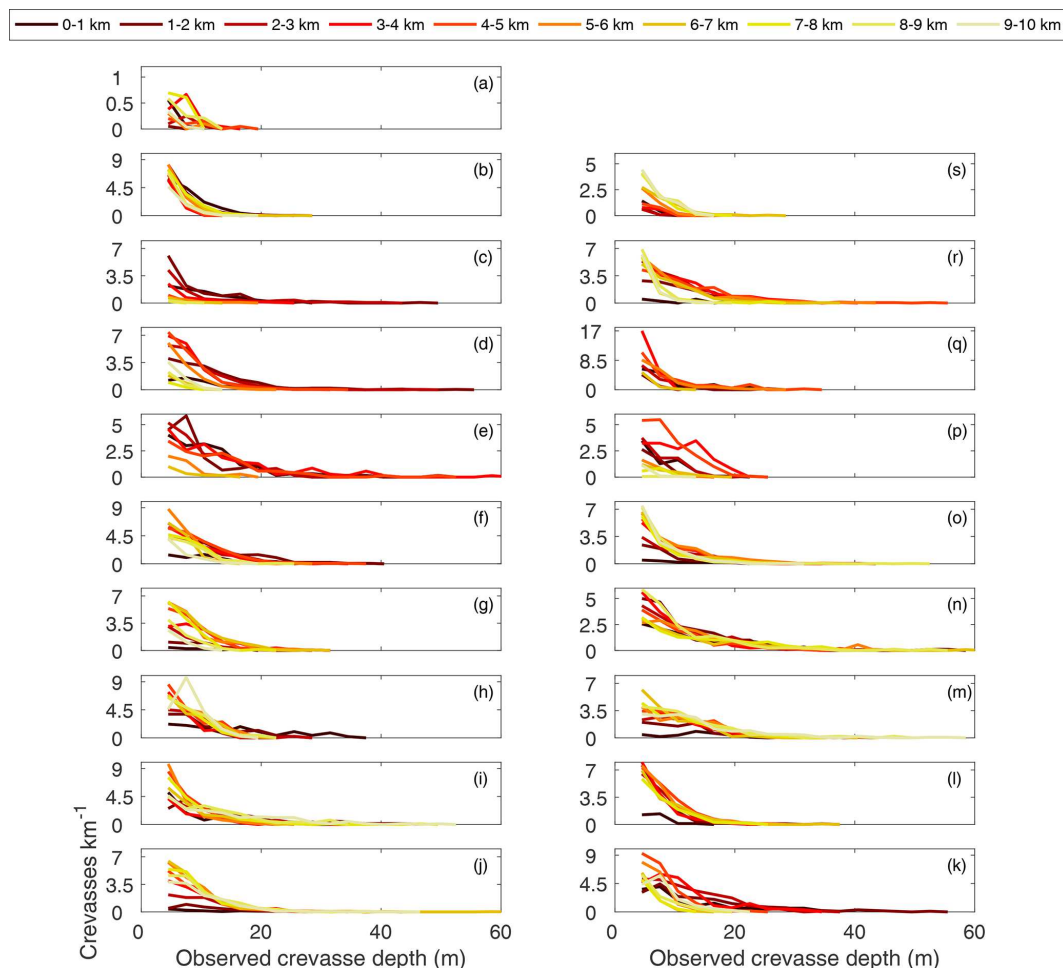 0-1 km 1-2 km 2-3 km 3-4 km 4-5 km 5-6 km 6-7 km 7-8 km 8-9 km 9-10 km
1
0.5
0
(a)
9
4.5
0
(b)
5
2.5
0
(s)
7
3.5
0
(c)
7
3.5
0
(r)
7
3.5
0
(d)
17
8.5
0
(q)
5
2.5
0
(e)
5
2.5
0
(p)
9
4.5
0
(f)
7
3.5
0
(o)
7
3.5
0
(g)
5
2.5
0
(n)
9
4.5
0
(h)
7
3.5
0
(m)
9
4.5
0
(i)
7
3.5
0
(l)
7
3.5
0
(j)
9
4.5
0
(k)
Crevasses km⁻¹
0 20 40 60
0 20 40 60
Observed crevasse depth (m)
Observed crevasse depth (m)